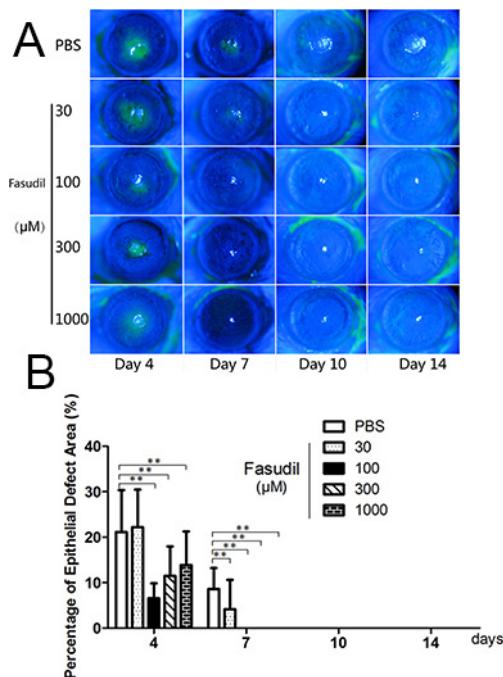 A
PBS
30
100
Fasudil
(μM)
300
1000
Day 4 Day 7 Day 10 Day 14
B
Percentage of Epithelial Defect Area (%)
40
30
20
10
0
** ** **
** ** ** **
4 7 10 14 days
Fasudil
(μM)
PBS
30
100
300
1000